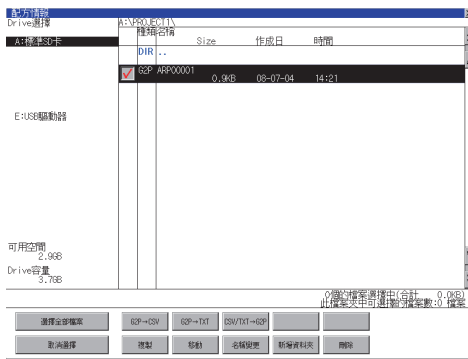 配方情報
Drive選擇
A:\PROJECT1\
A:標準SD卡
種類 名稱
Size 作成日 時間
DIR ..
G2P ARP00001
0.9KB 08-07-04 14:21
E:USB驅動器
可用空間
2.9GB
Drive容量
3.7GB
0個的檔案選擇中(合計 0.0KB)
此檔案夾中可選擇的檔案數:0 檔案
選擇全部檔案 G2P→CSV G2P→TXT CSV/TXT→G2P
取消選擇 複製 移動 名稱變更 新增資料夾 刪除